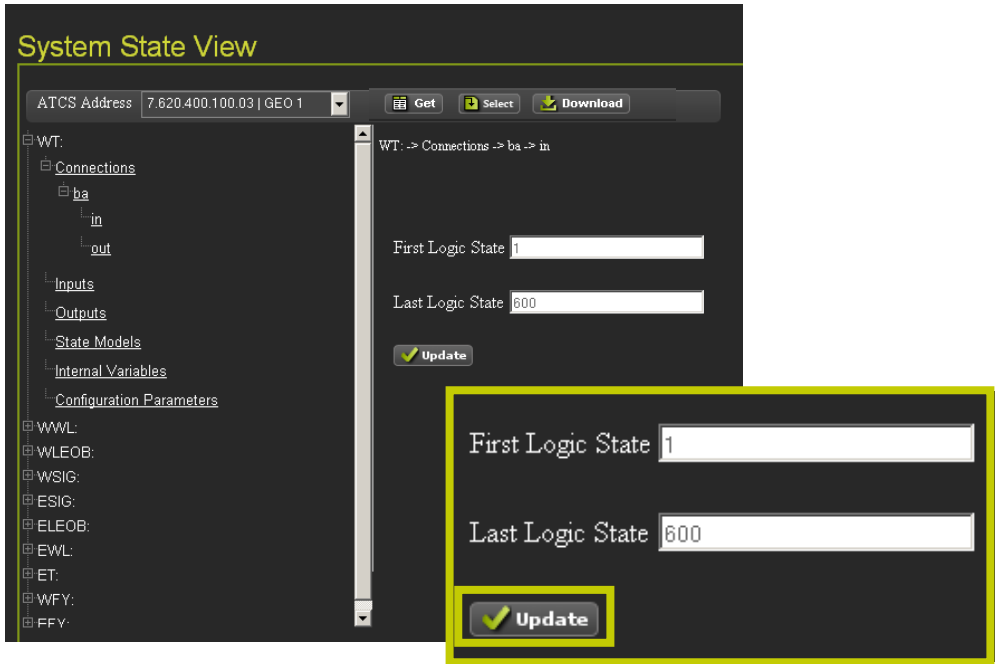 System State View
ATCS Address 7.620.400.100.03 | GEO 1 Get Select Download
WT:
Connections
ba
in
out
Inputs
Outputs
State Models
Internal Variables
Configuration Parameters
WWL:
WLEOB:
WSIG:
ESIG:
ELEOB:
EWL:
ET:
WFY:
WT: -> Connections -> ba -> in
First Logic State 1
Last Logic State 600
Update
First Logic State 1
Last Logic State 600
Update